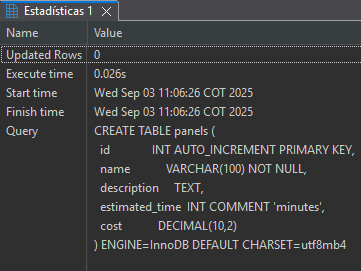 Estadísticas 1
Name Value
Updated Rows 0
Execute time 0.026s
Start time Wed Sep 03 11:06:26 COT 2025
Finish time Wed Sep 03 11:06:26 COT 2025
Query CREATE TABLE panels (
id INT AUTO_INCREMENT PRIMARY KEY,
name VARCHAR(100) NOT NULL,
description TEXT,
estimated_time INT COMMENT 'minutes',
cost DECIMAL(10,2)
) ENGINE=InnoDB DEFAULT CHARSET=utf8mb4